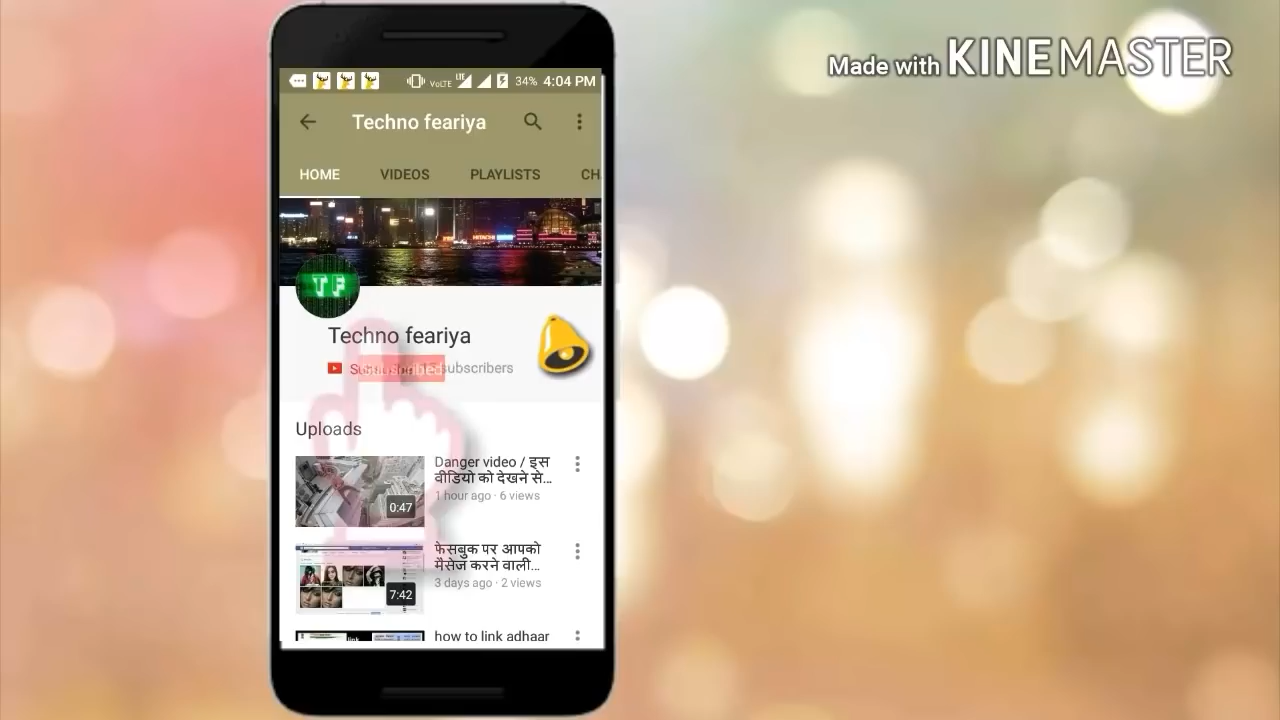 Made with KINEMASTER
VoLTE LTE 34% 4:04 PM
Techno feariya
HOME VIDEOS PLAYLISTS CH
HITACHI
TF
Techno feariya
subscribers
Uploads
Danger video / इस
वीडियो को देखने से...
1 hour ago · 6 views
0:47
फेसबुक पर आपको
मैसेज करने वाली...
3 days ago · 2 views
7:42
how to link adhaar